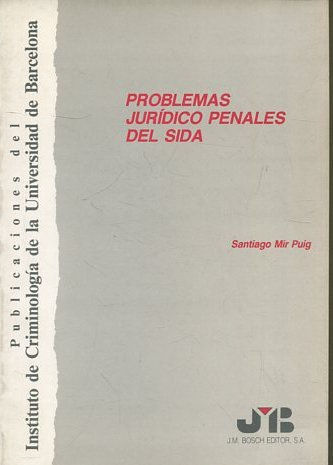 Publicaciones del
Instituto de Criminología de la Universidad de Barcelona
PROBLEMAS
JURÍDICO PENALES
DEL SIDA
Santiago Mir Puig
JMB
J.M. BOSCH EDITOR, S.A.